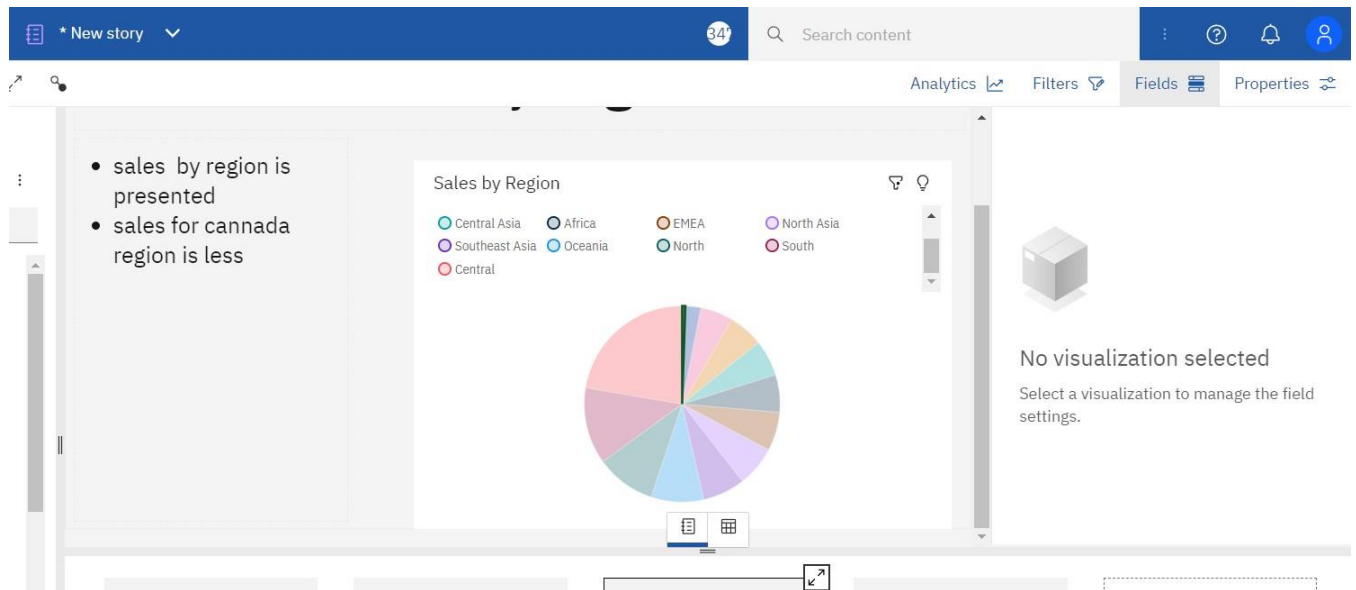 * New story
Search content
Analytics
Filters
Fields
Properties
• sales by region is
presented
• sales for cannada
region is less
Sales by Region
Central Asia Africa EMEA North Asia
Southeast Asia Oceania North South
Central
No visualization selected
Select a visualization to manage the field
settings.